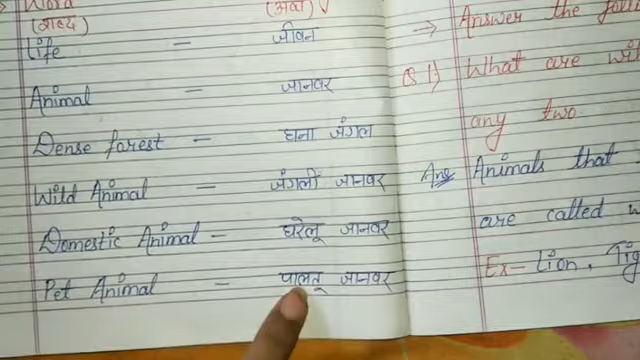 Word (अर्थ)
(शब्द)
Life — जीवन
Animal — जानवर
Dense forest — घना जंगल
Wild Animal — जंगली जानवर
Domestic Animal — घरेलू जानवर
Pet Animal — पालतू जानवर
→ Answer the
Q 1) What are
any two.
Ans Animals that
are called
Ex- Lion,